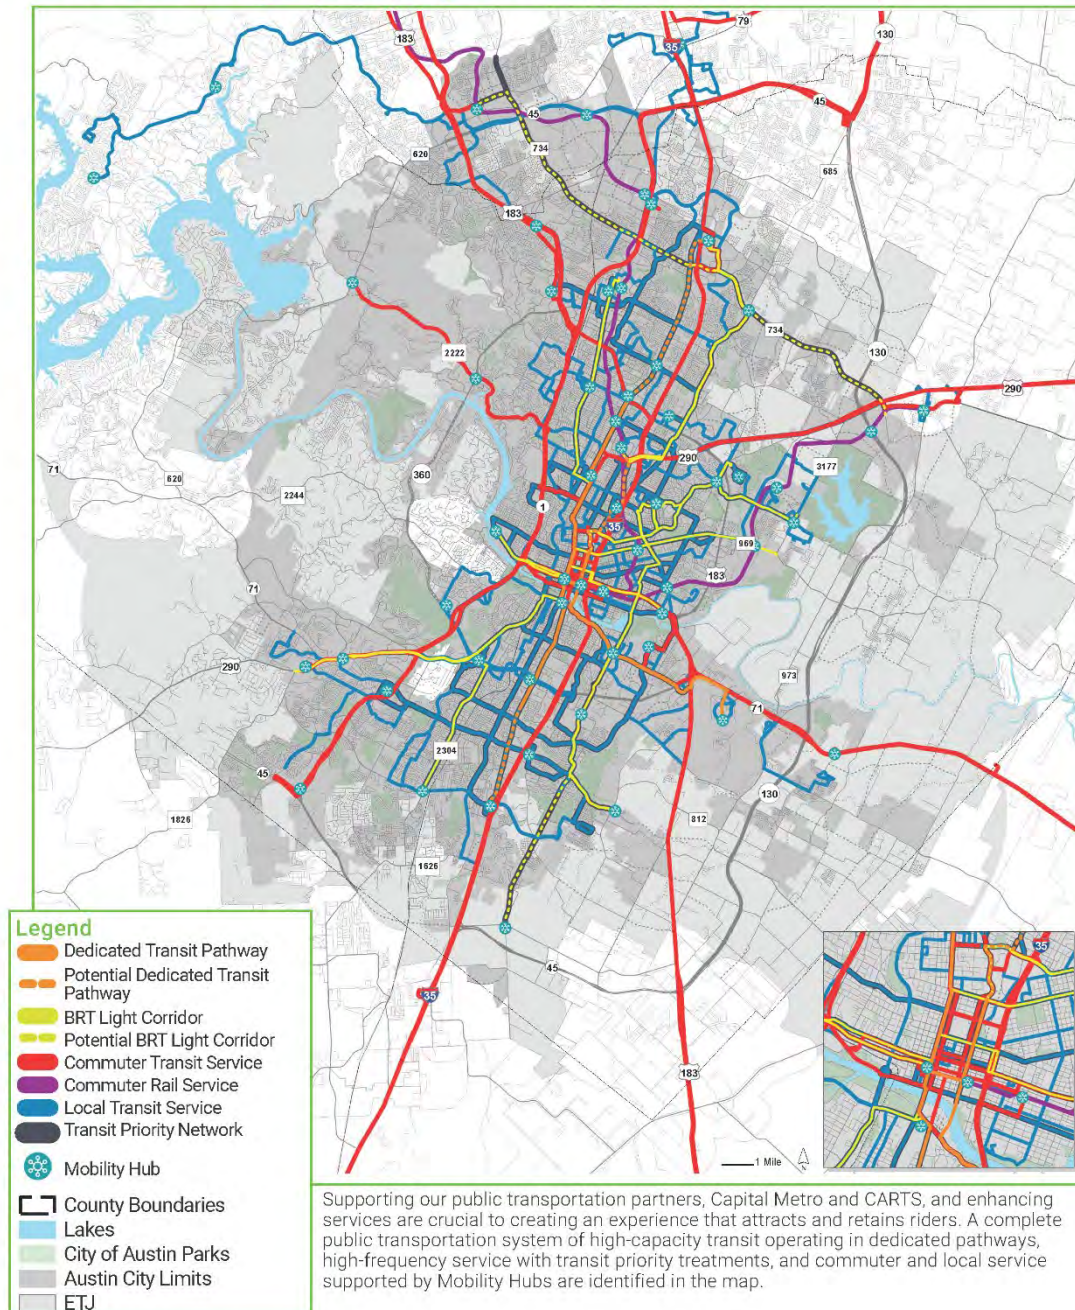 183
79
130
35
45
45
734
620
685
183
734
2222
130
290
71
620
360
290
3177
2244
1
35
969
183
71
290
973
71
2304
45
130
1826
812
1626
45
35
183
1 Mile
35
Legend
Dedicated Transit Pathway
Potential Dedicated Transit
Pathway
BRT Light Corridor
Potential BRT Light Corridor
Commuter Transit Service
Commuter Rail Service
Local Transit Service
Transit Priority Network
Mobility Hub
County Boundaries
Lakes
City of Austin Parks
Austin City Limits
ETJ
Supporting our public transportation partners, Capital Metro and CARTS, and enhancing
services are crucial to creating an experience that attracts and retains riders. A complete
public transportation system of high-capacity transit operating in dedicated pathways,
high-frequency service with transit priority treatments, and commuter and local service
supported by Mobility Hubs are identified in the map.